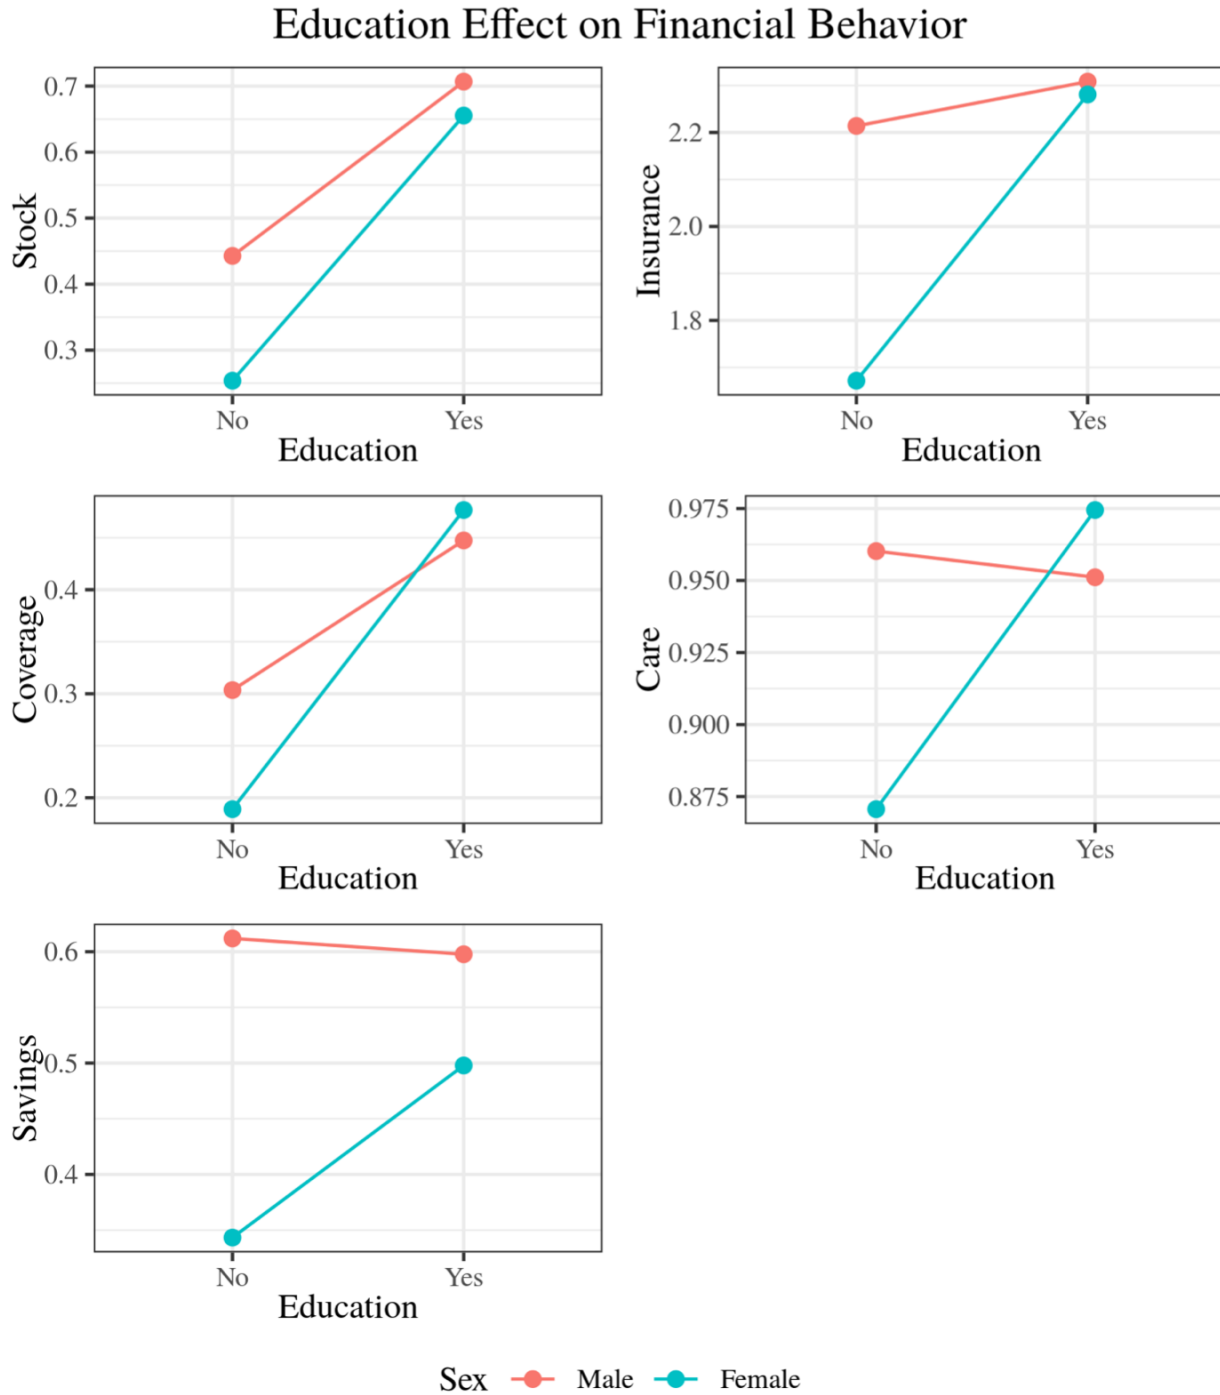 Education Effect on Financial Behavior
Stock
0.7
0.6
0.5
0.4
0.3
No Yes
Education
Insurance
2.2
2.0
1.8
No Yes
Education
Coverage
0.4
0.3
0.2
No Yes
Education
Care
0.975
0.950
0.925
0.900
0.875
No Yes
Education
Savings
0.6
0.5
0.4
No Yes
Education
Sex Male Female